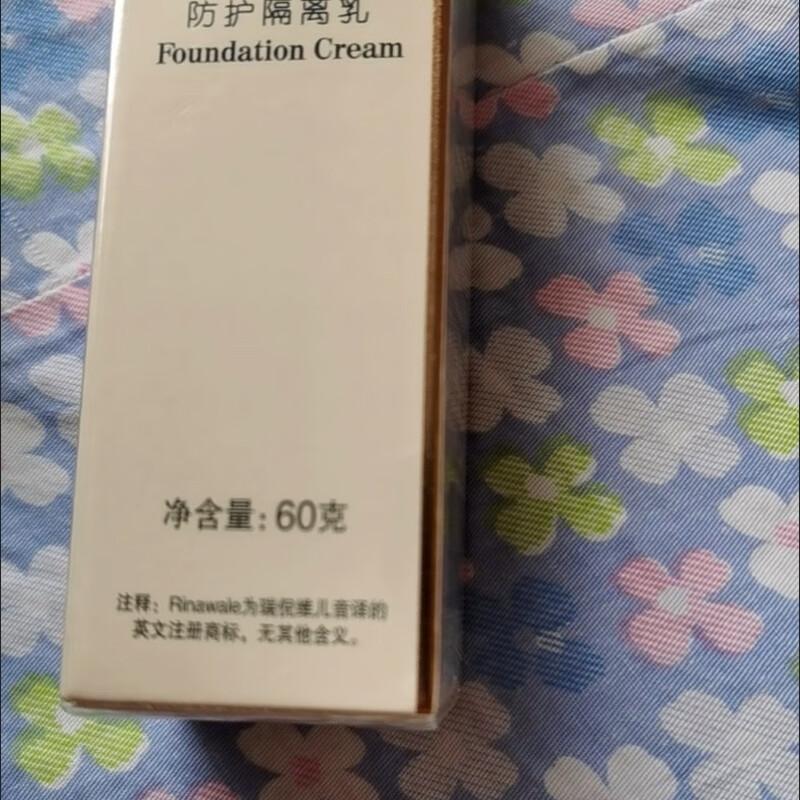 防护隔离乳
Foundation Cream
净含量：60克
注释：Rinawale为瑞倪维儿音译的
英文注册商标，无其他含义。